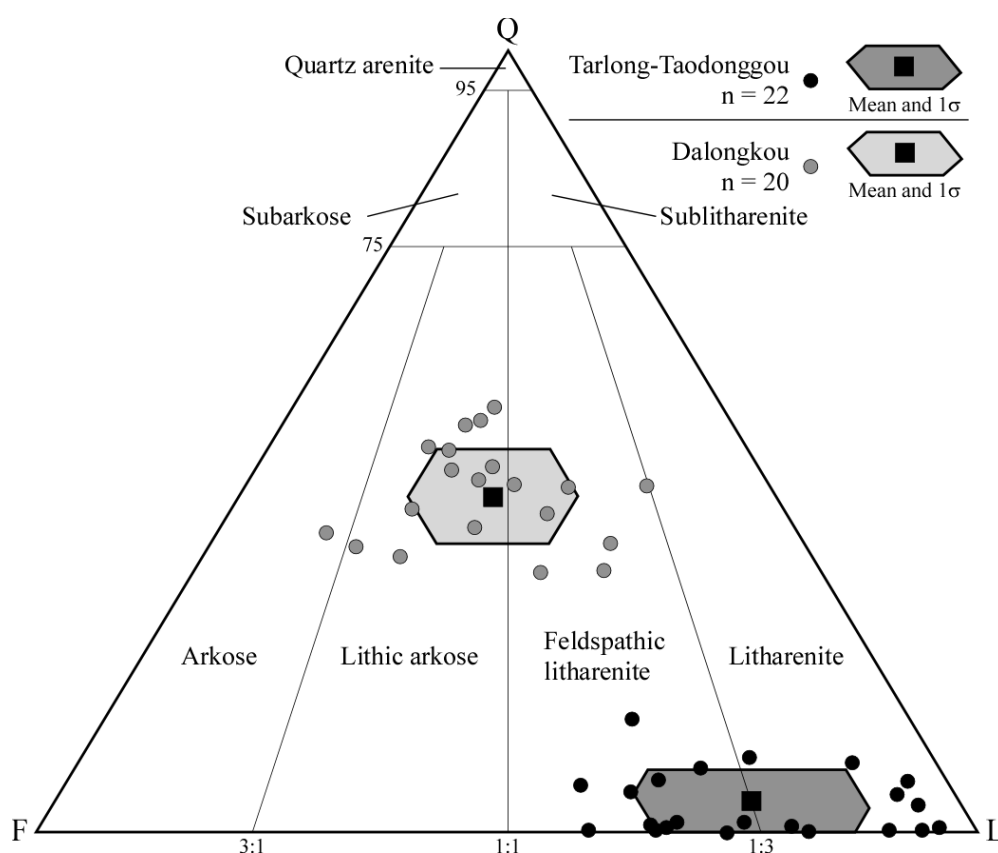 Q
Quartz arenite
95
Tarlong-Taodonggou
n = 22
Mean and 1σ
Dalongkou
n = 20
Mean and 1σ
Subarkose
Sublitharenite
75
Arkose
Lithic arkose
Feldspathic
litharenite
Litharenite
F
L
3:1
1:1
1:3